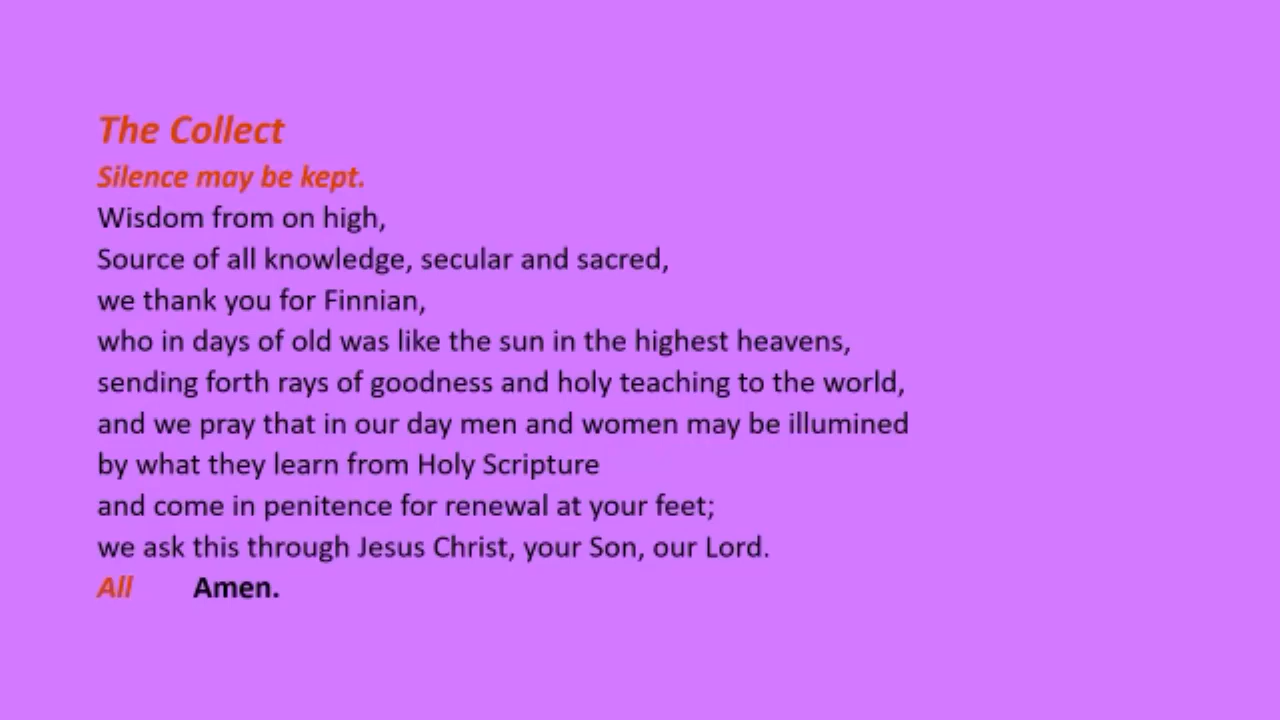 The Collect
Silence may be kept.
Wisdom from on high,
Source of all knowledge, secular and sacred,
we thank you for Finnian,
who in days of old was like the sun in the highest heavens,
sending forth rays of goodness and holy teaching to the world,
and we pray that in our day men and women may be illumined
by what they learn from Holy Scripture
and come in penitence for renewal at your feet;
we ask this through Jesus Christ, your Son, our Lord.
All Amen.